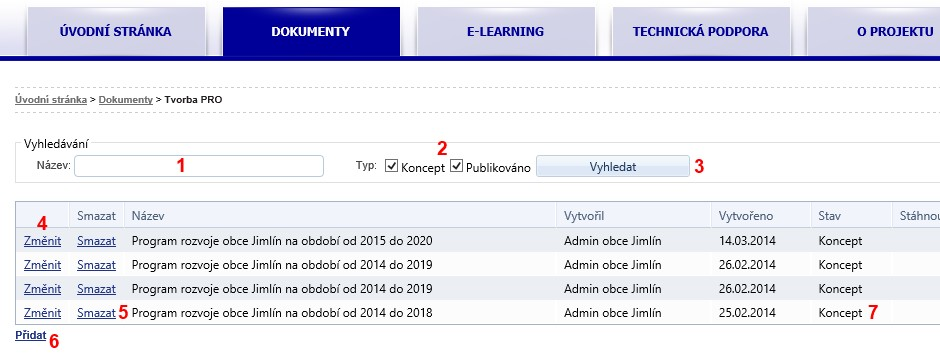 ÚVODNÍ STRÁNKA DOKUMENTY E-LEARNING TECHNICKÁ PODPORA O PROJEKTU
Úvodní stránka > Dokumenty > Tvorba PRO
Vyhledávání
Název: 1 Typ: Koncept 2 Publikováno Vyhledat 3
4 Smazat Název Vytvořil Vytvořeno Stav Stáhnou
Změnit Smazat Program rozvoje obce Jimlín na období od 2015 do 2020 Admin obce Jimlín 14.03.2014 Koncept
Změnit Smazat Program rozvoje obce Jimlín na období od 2014 do 2019 Admin obce Jimlín 26.02.2014 Koncept
Změnit Smazat Program rozvoje obce Jimlín na období od 2014 do 2019 Admin obce Jimlín 26.02.2014 Koncept
Změnit Smazat 5 Program rozvoje obce Jimlín na období od 2014 do 2018 Admin obce Jimlín 25.02.2014 Koncept 7
Přidat 6